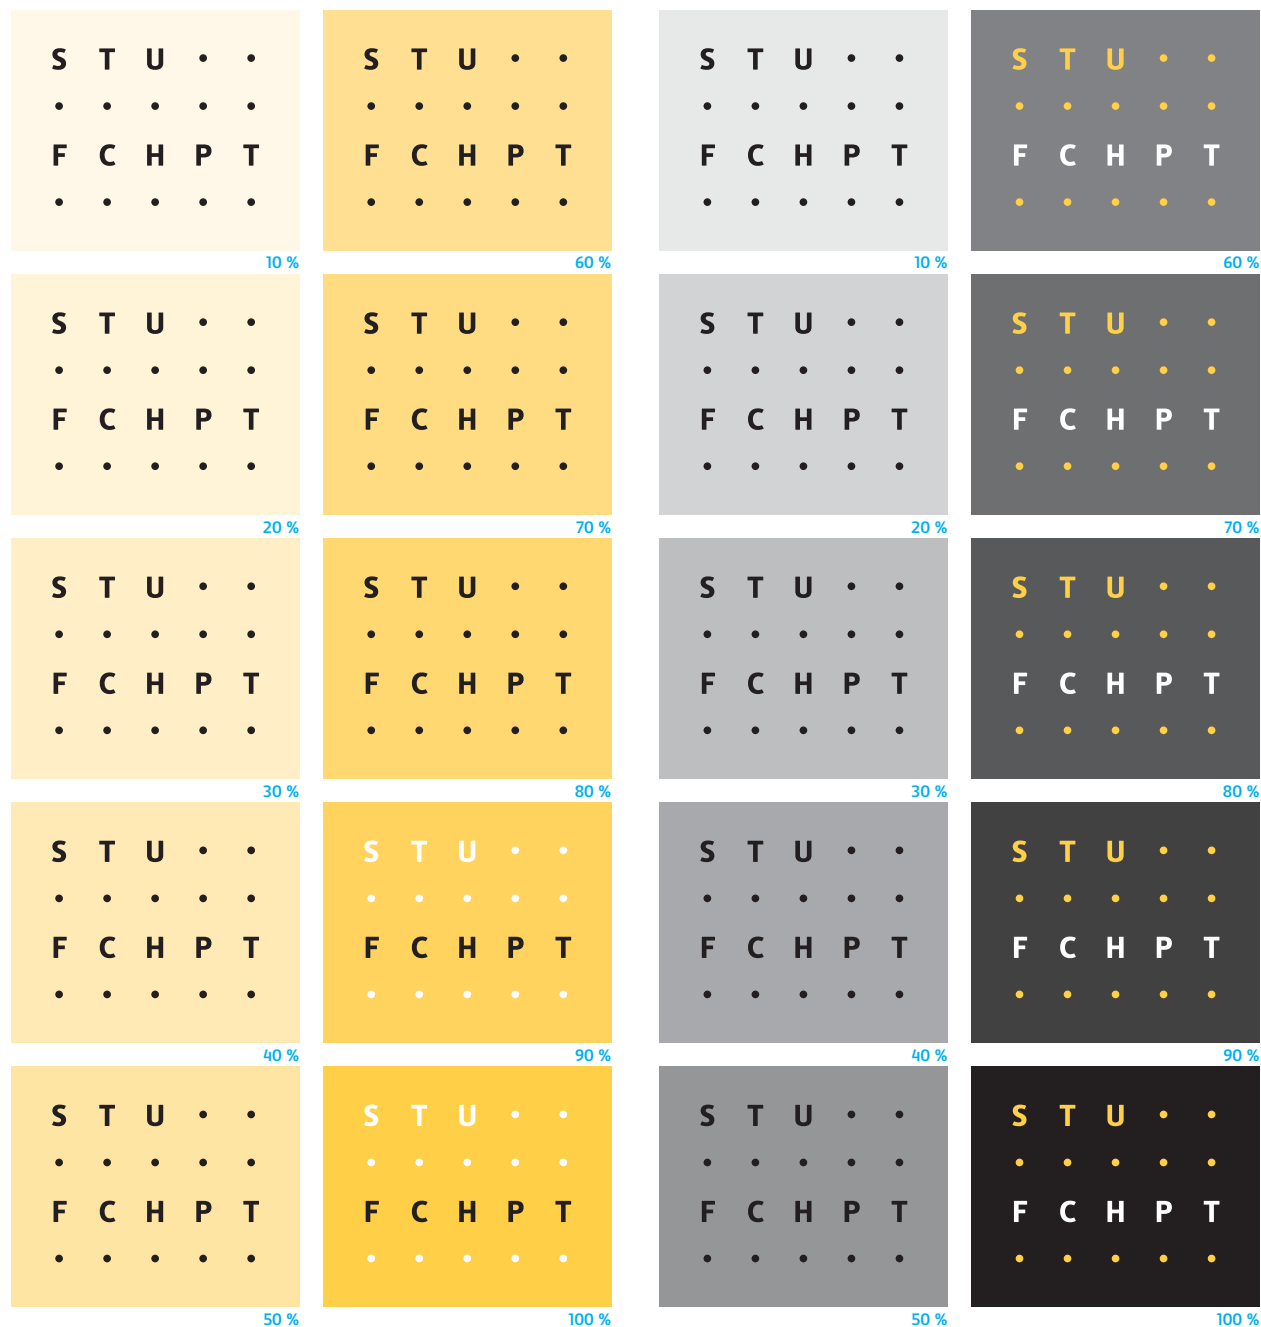 S T U • •
• • • • •
F C H P T
• • • • •
10 %
S T U • •
• • • • •
F C H P T
• • • • •
60 %
S T U • •
• • • • •
F C H P T
• • • • •
10 %
S T U • •
• • • • •
F C H P T
• • • • •
60 %
S T U • •
• • • • •
F C H P T
• • • • •
20 %
S T U • •
• • • • •
F C H P T
• • • • •
70 %
S T U • •
• • • • •
F C H P T
• • • • •
20 %
S T U • •
• • • • •
F C H P T
• • • • •
70 %
S T U • •
• • • • •
F C H P T
• • • • •
30 %
S T U • •
• • • • •
F C H P T
• • • • •
80 %
S T U • •
• • • • •
F C H P T
• • • • •
30 %
S T U • •
• • • • •
F C H P T
• • • • •
80 %
S T U • •
• • • • •
F C H P T
• • • • •
40 %
S T U • •
• • • • •
F C H P T
• • • • •
90 %
S T U • •
• • • • •
F C H P T
• • • • •
40 %
S T U • •
• • • • •
F C H P T
• • • • •
90 %
S T U • •
• • • • •
F C H P T
• • • • •
50 %
S T U • •
• • • • •
F C H P T
• • • • •
100 %
S T U • •
• • • • •
F C H P T
• • • • •
50 %
S T U • •
• • • • •
F C H P T
• • • • •
100 %